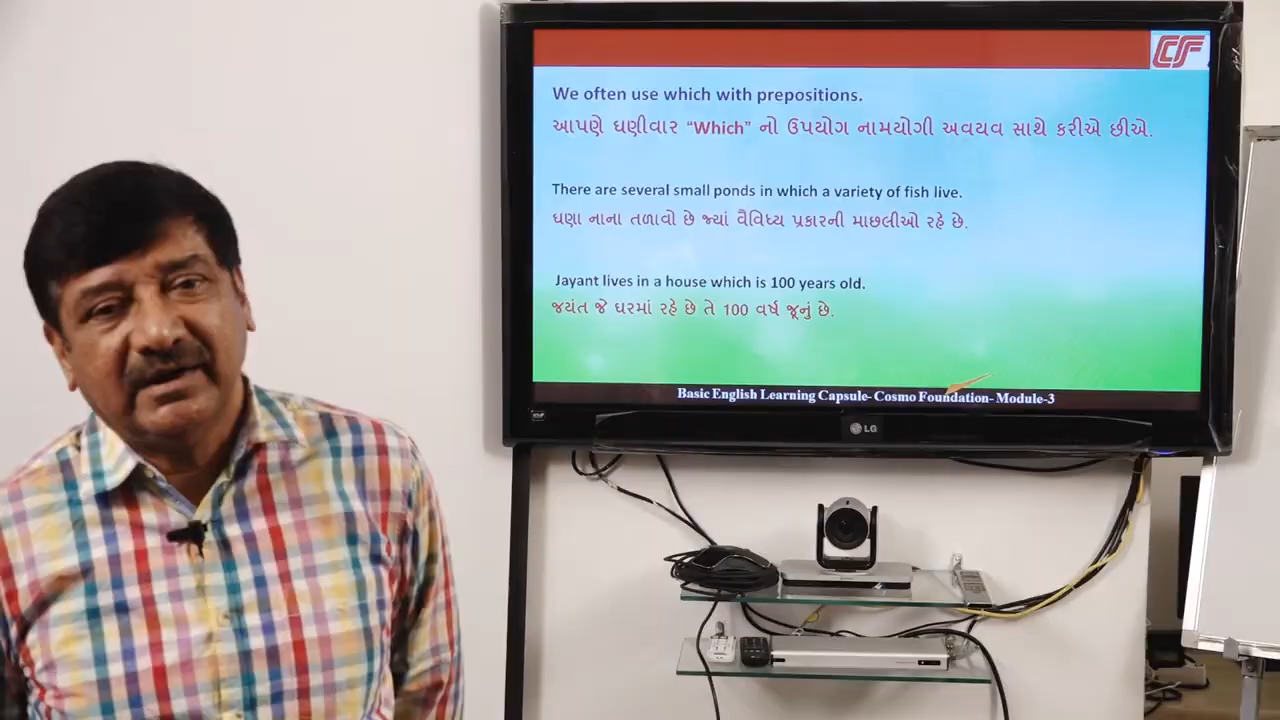 CF
We often use which with prepositions.
આપણે ઘણીવાર “Which” નો ઉપયોગ નામયોગી અવયવ સાથે કરીએ છીએ.
There are several small ponds in which a variety of fish live.
ઘણા નાના તળાવો છે જ્યાં વૈવિધ્ય પ્રકારની માછલીઓ રહે છે.
Jayant lives in a house which is 100 years old.
જયંત જે ઘરમાં રહે છે તે 100 વર્ષ જૂનું છે.
Basic English Learning Capsule- Cosmo Foundation- Module-3
LG